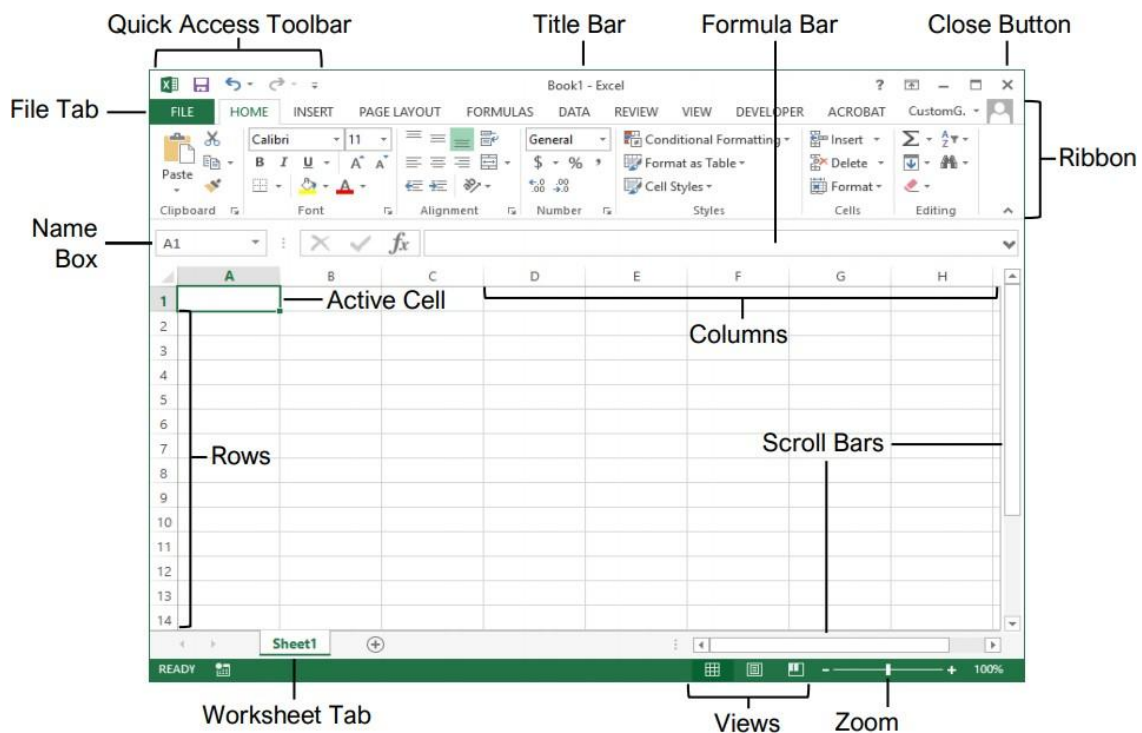 Quick Access Toolbar Title Bar Formula Bar Close Button
Book1 - Excel ?
File Tab
FILE HOME INSERT PAGE LAYOUT FORMULAS DATA REVIEW VIEW DEVELOPER ACROBAT CustomG.
Calibri 11 General Conditional Formatting Insert
Paste B I U A A $ % , Format as Table Delete
Ribbon
A Cell Styles Format
Clipboard Font Alignment Number Styles Cells Editing
Name
Box
A1 fx
A B C D E F G H
1 Active Cell
2 Columns
3
4
5
6
7 Rows Scroll Bars
8
9
10
11
12
13
14
Sheet1
READY 100%
Worksheet Tab Views Zoom